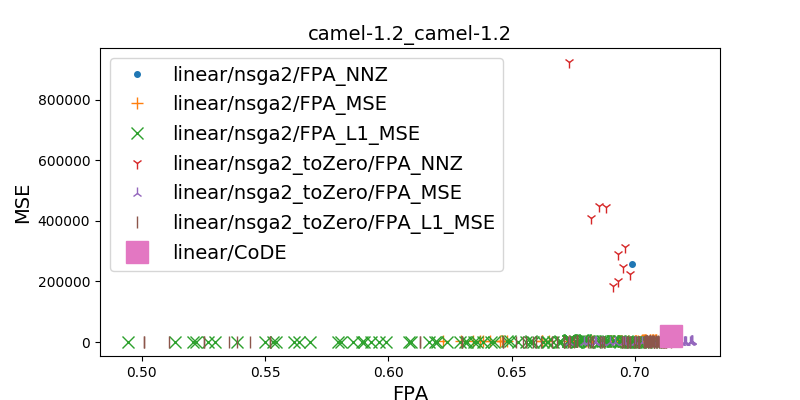 camel-1.2_camel-1.2
linear/nsga2/FPA_NNZ
linear/nsga2/FPA_MSE
linear/nsga2/FPA_L1_MSE
linear/nsga2_toZero/FPA_NNZ
linear/nsga2_toZero/FPA_MSE
linear/nsga2_toZero/FPA_L1_MSE
linear/CoDE
MSE
800000
600000
400000
200000
0
0.50 0.55 0.60 0.65 0.70
FPA